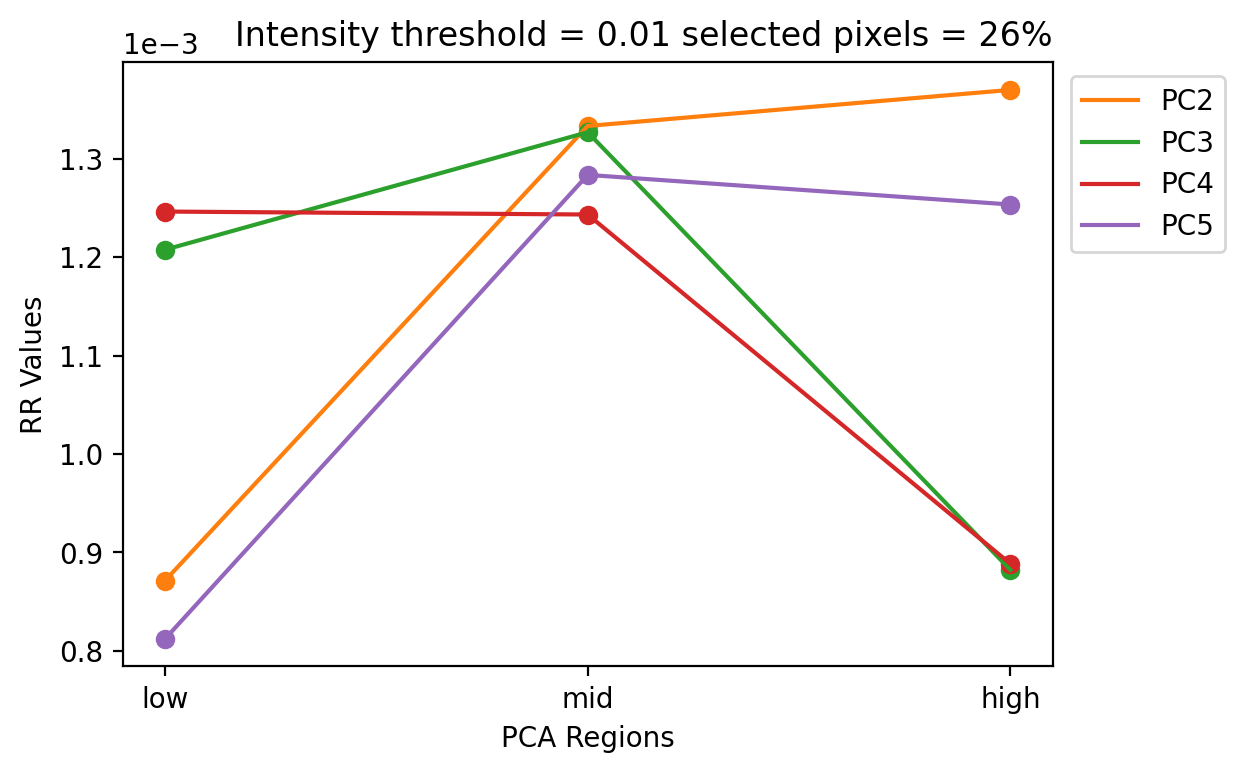 Intensity threshold = 0.01 selected pixels = 26%
1e−3
1.3
1.2
1.1
1.0
0.9
0.8
RR Values
low
mid
high
PCA Regions
PC2
PC3
PC4
PC5